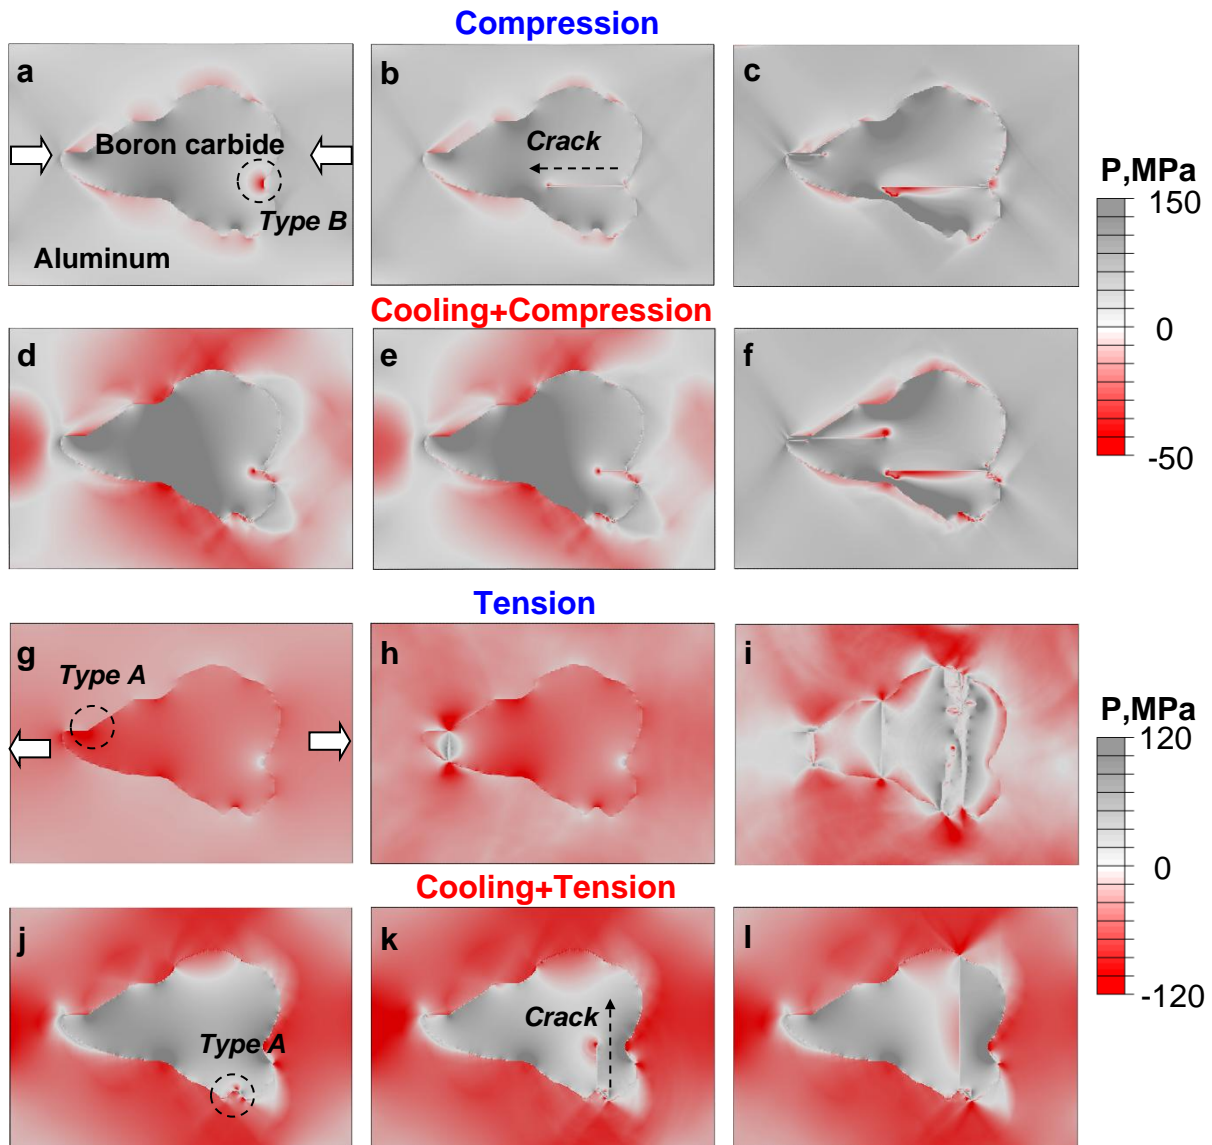 Compression
a
b
c
Boron carbide
Crack
Type B
Aluminum
P,MPa
150
0
-50
Cooling+Compression
d
e
f
Tension
g
h
i
Type A
P,MPa
120
0
-120
Cooling+Tension
j
k
l
Crack
Type A